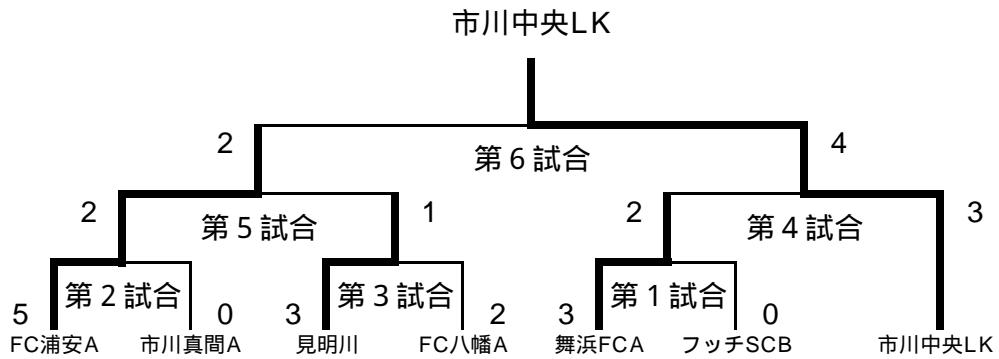 市川中央LK
2 4
第6試合
2 1 2 3
第5試合 第4試合
第2試合 第3試合 第1試合
5 0 3 2 3 0
FC浦安A 市川真間A 見明川 FC八幡A 舞浜FCA フッチSCB 市川中央LK